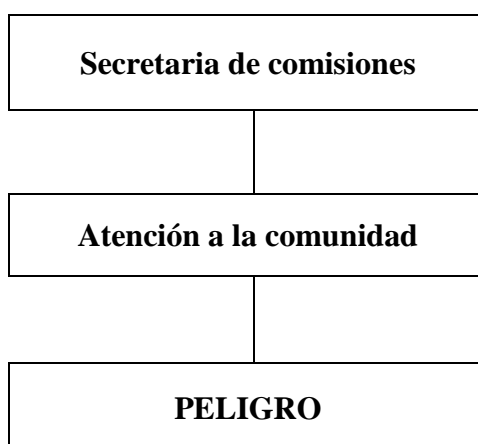 Secretaria de comisiones
Atención a la comunidad
PELIGRO